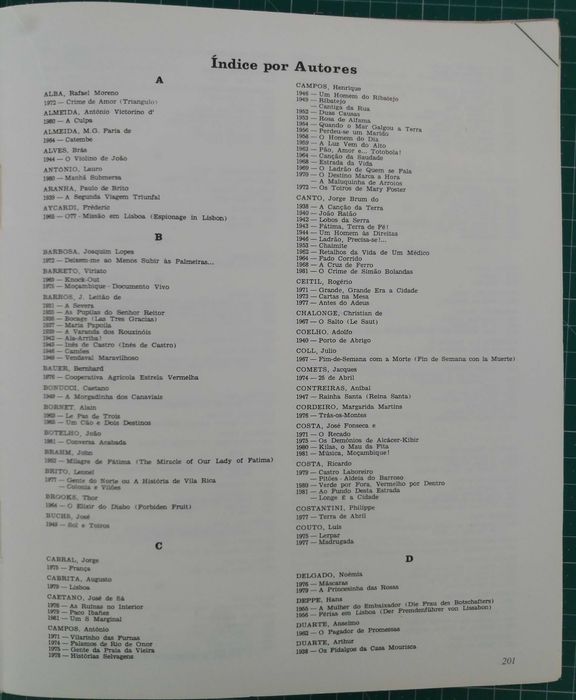 Índice por Autores
A
ALBA, Rafael Moreno
1972 — Crime de Amor (Triangulo)
ALMEIDA, António Victorino d'
1980 — A Culpa
ALMEIDA, M.G. Faria de
1964 — Catembe
ALVES, Brás
1944 — O Violino de João
ANTÓNIO, Lauro
1980 — Manhã Submersa
ARANHA, Paulo de Brito
1939 — A Segunda Viagem Triunfal
AYCARDI, Fréderic
1965 — O77 - Missão em Lisboa (Espionage in Lisbon)
B
BARBOSA, Joaquim Lopes
1972 — Deixem-me ao Menos Subir às Palmeiras...
BARRETO, Viriato
1969 — Knock-Out
1975 — Moçambique - Documento Vivo
BARROS, J. Leitão de
1931 — A Severa
1935 — As Pupilas do Senhor Reitor
1936 — Bocage (Las Tres Gracias)
1937 — Maria Papoila
1939 — A Varanda dos Rouxinóis
1942 — Ala-Arriba!
1945 — Inês de Castro (Inés de Castro)
1946 — Camões
1949 — Vendaval Maravilhoso
BAUER, Bernhard
1976 — Cooperativa Agrícola Estrela Vermelha
BONUCCI, Caetano
1949 — A Morgadinha dos Canaviais
BORNET, Alain
1969 — Le Pas de Trois
1983 — Um Cão e Dois Destinos
BOTELHO, João
1981 — Conversa Acabada
BRAHM, John
1952 — Milagre de Fátima (The Miracle of Our Lady of Fatima)
BRITO, Leonel
1977 — Gente do Norte ou A História de Vila Rica
— Colonia e Vilões
BROOKS, Thor
1964 — O Elixir do Diabo (Forbiden Fruit)
BUCHS, José
1949 — Sol e Toiros
C
CABRAL, Jorge
1975 — França
CABRITA, Augusto
1979 — Lisboa
CAETANO, José de Sá
1976 — As Ruínas no Interior
1979 — Paco Ibañez
1981 — Um S Marginal
CAMPOS, António
1971 — Vilarinho das Furnas
1974 — Falamos de Rio de Onor
1975 — Gente da Praia da Vieira
1978 — Histórias Selvagens
CAMPOS, Henrique
1946 — Um Homem do Ribatejo
1949 — Ribatejo
— Cantiga da Rua
1952 — Duas Causas
1953 — Rosa de Alfama
1954 — Quando o Mar Galgou a Terra
1956 — Perdeu-se um Marido
1958 — O Homem do Dia
1959 — A Luz Vem do Alto
1963 — Pão, Amor e... Totobola!
1964 — Canção da Saudade
1968 — Estrada da Vida
1969 — O Ladrão de Quem se Fala
1970 — O Destino Marca a Hora
— A Maluquinha de Arroios
1972 — Os Toiros de Mary Foster
CANTO, Jorge Brum do
1938 — A Canção da Terra
1940 — João Ratão
1942 — Lobos da Serra
1943 — Fátima, Terra de Fé!
1944 — Um Homem às Direitas
1946 — Ladrão, Precisa-se!...
1953 — Chaimite
1962 — Retalhos da Vida de Um Médico
1964 — Fado Corrido
1968 — A Cruz de Ferro
1981 — O Crime de Simão Bolandas
CEITIL, Rogério
1971 — Grande, Grande Era a Cidade
1973 — Cartas na Mesa
1977 — Antes do Adeus
CHALONGE, Christian de
1967 — O Salto (Le Saut)
COELHO, Adolfo
1940 — Porto de Abrigo
COLL, Julio
1967 — Fim-de-Semana com a Morte (Fin de Semana con la Muerte)
COMETS, Jacques
1974 — 25 de Abril
CONTREIRAS, Aníbal
1947 — Rainha Santa (Reina Santa)
CORDEIRO, Margarida Martins
1976 — Trás-os-Montes
COSTA, José Fonseca e
1971 — O Recado
1975 — Os Demónios de Alcácer-Kibir
1980 — Kilas, o Mau da Fita
1981 — Música, Moçambique!
COSTA, Ricardo
1979 — Castro Laboreiro
— Pitões - Aldeia do Barroso
1980 — Verde por Fora, Vermelho por Dentro
1981 — Ao Fundo Desta Estrada
— Longe É a Cidade
COSTANTINI, Philippe
1977 — Terra de Abril
COUTO, Luís
1975 — Lerpar
1977 — Madrugada
D
DELGADO, Noémia
1976 — Máscaras
1979 — A Princesinha das Rosas
DEPPE, Hans
1955 — A Mulher do Embaixador (Die Frau des Botschafters)
1956 — Férias em Lisboa (Der Fremdenführer von Lissabon)
DUARTE, Anselmo
1962 — O Pagador de Promessas
DUARTE, Arthur
1938 — Os Fidalgos da Casa Mourisca
201